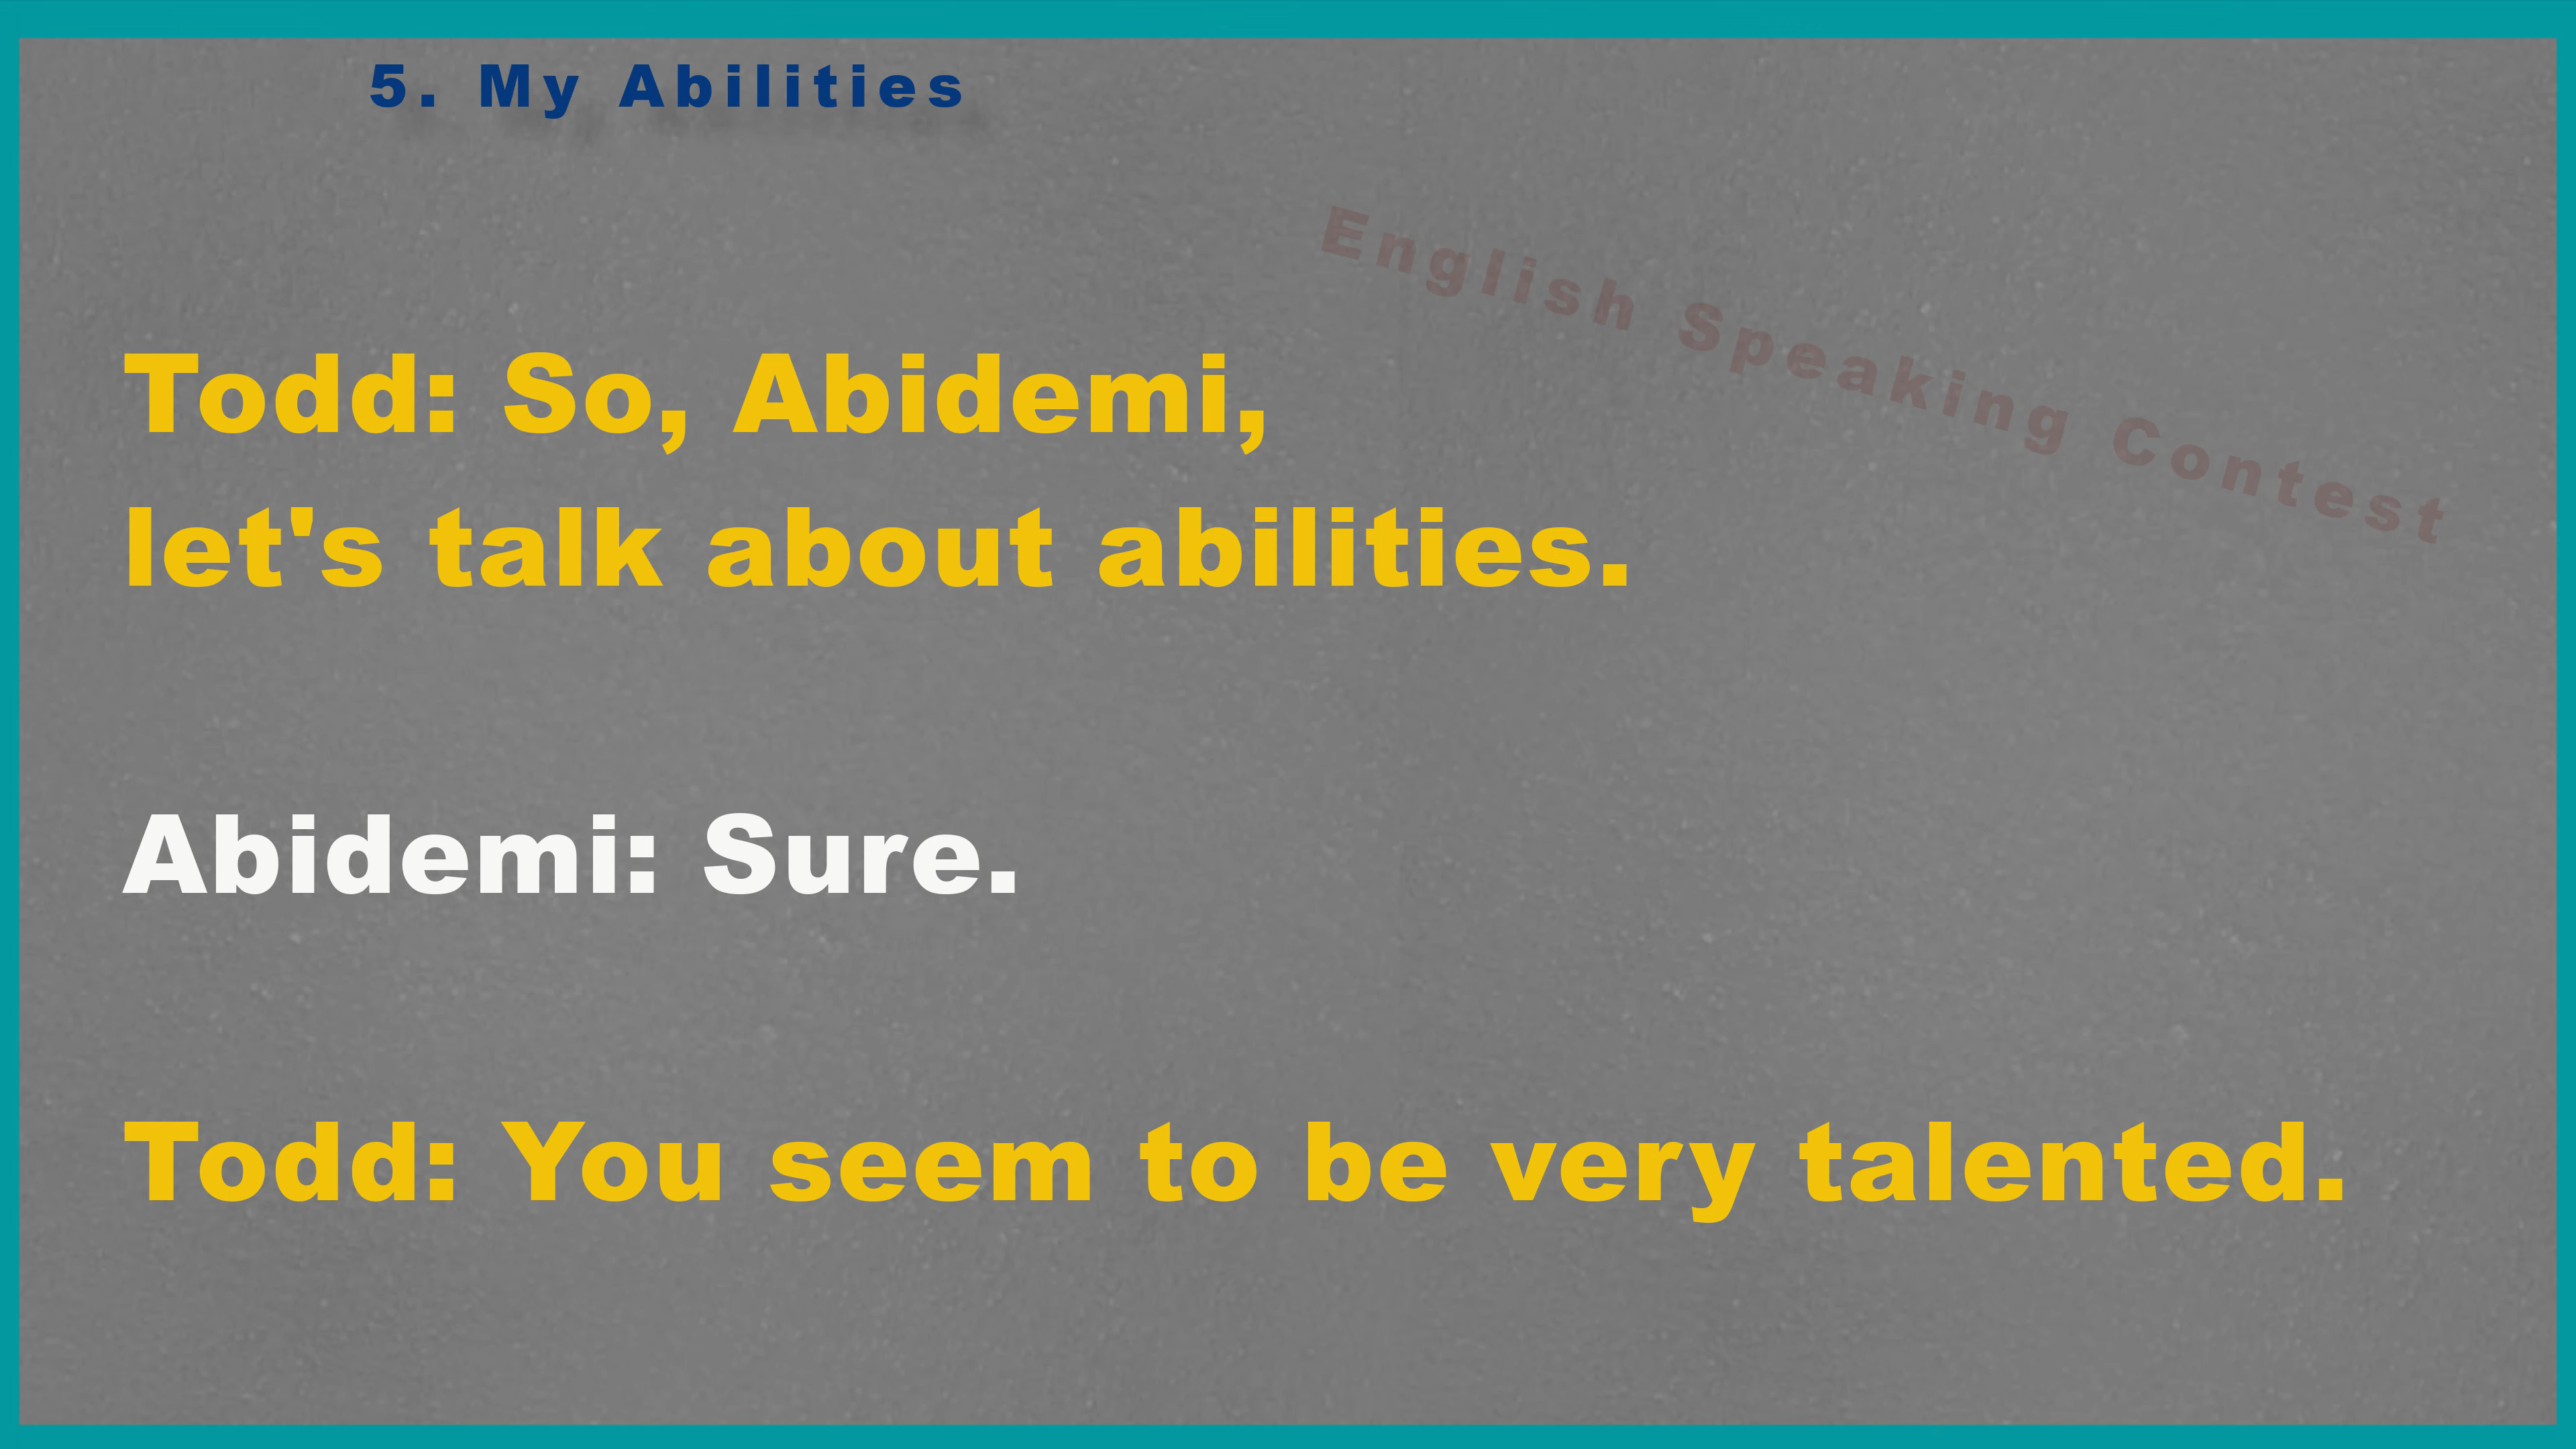 5. My Abilities
English Speaking Contest
Todd: So, Abidemi,
let's talk about abilities.
Abidemi: Sure.
Todd: You seem to be very talented.